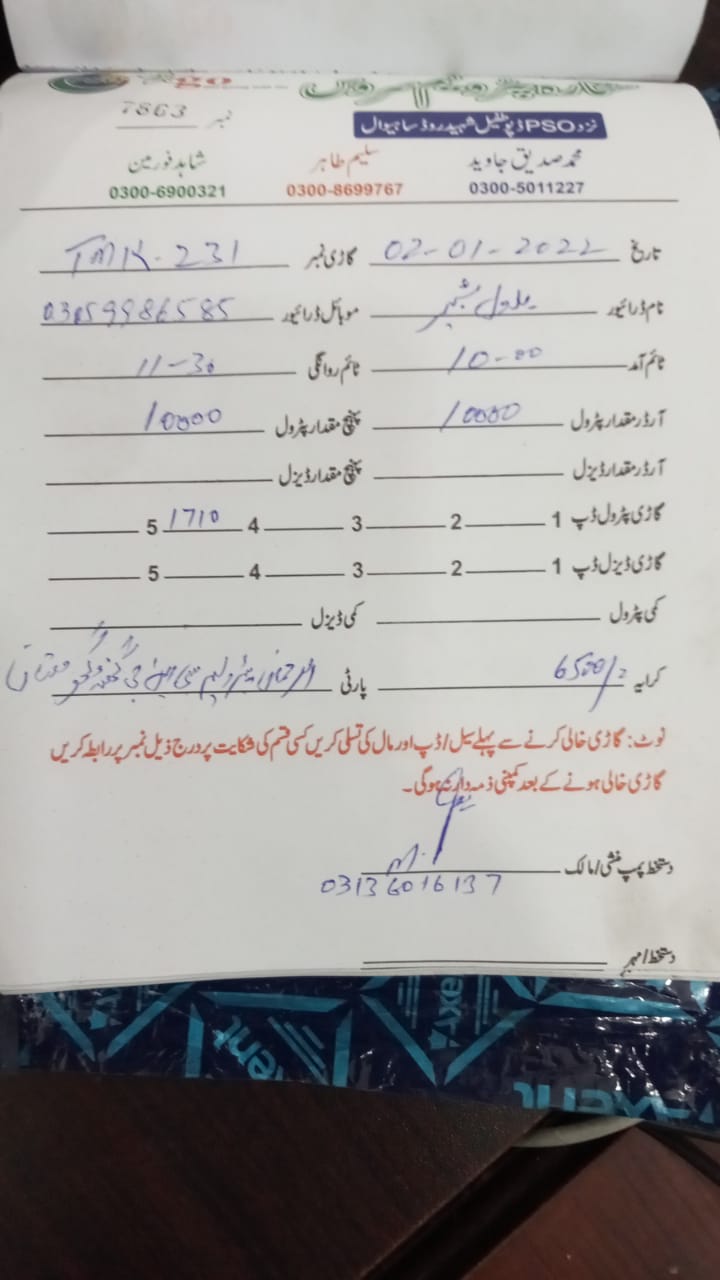 go
نمبر 7863
نزد PSO ڈپو طفیل شہید روڈ ساہیوال
محمد صدیق جاوید سلیم طاہر شاہد فورمین
0300-5011227 0300-8699767 0300-6900321
تاریخ 02-01-2022 گاڑی نمبر TMK-231
نام ڈرائیور موبائل ڈرائیور 03059986585
ٹائم آمد 10-00 ٹائم روانگی 11-30
آرڈر مقدار پٹرول 10000 پہنچ مقدار پٹرول 10000
آرڈر مقدار ڈیزل پہنچ مقدار ڈیزل
گاڑی پٹرول ڈپ 1 2 3 4 1710 5
گاڑی ڈیزل ڈپ 1 2 3 4 5
کمی پٹرول کمی ڈیزل
کرایہ 6500/2 پارٹی
نوٹ: گاڑی خالی کرنے سے پہلے سیل/ڈپ اور مال کی تسلی کریں کسی قسم کی شکایت پر درج ذیل نمبر پر رابطہ کریں
گاڑی خالی ہونے کے بعد کمپنی ذمہ دار نہ ہوگی۔
دستخط پمپ منشی/مالک
03136016137
دستخط/مہر